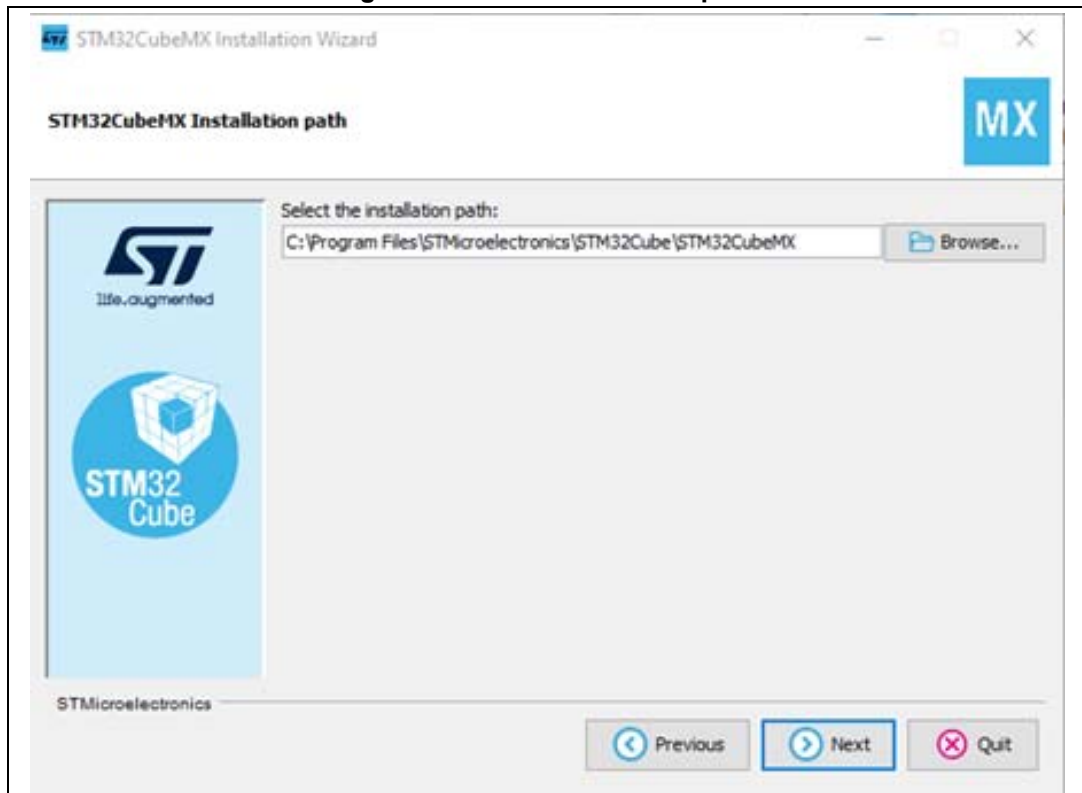 STM32CubeMX Installation Wizard
STM32CubeMX Installation path
MX
Select the installation path:
C:\Program Files\STMicroelectronics\STM32Cube\STM32CubeMX
Browse...
life.augmented
STM32
Cube
STMicroelectronics
Previous
Next
Quit